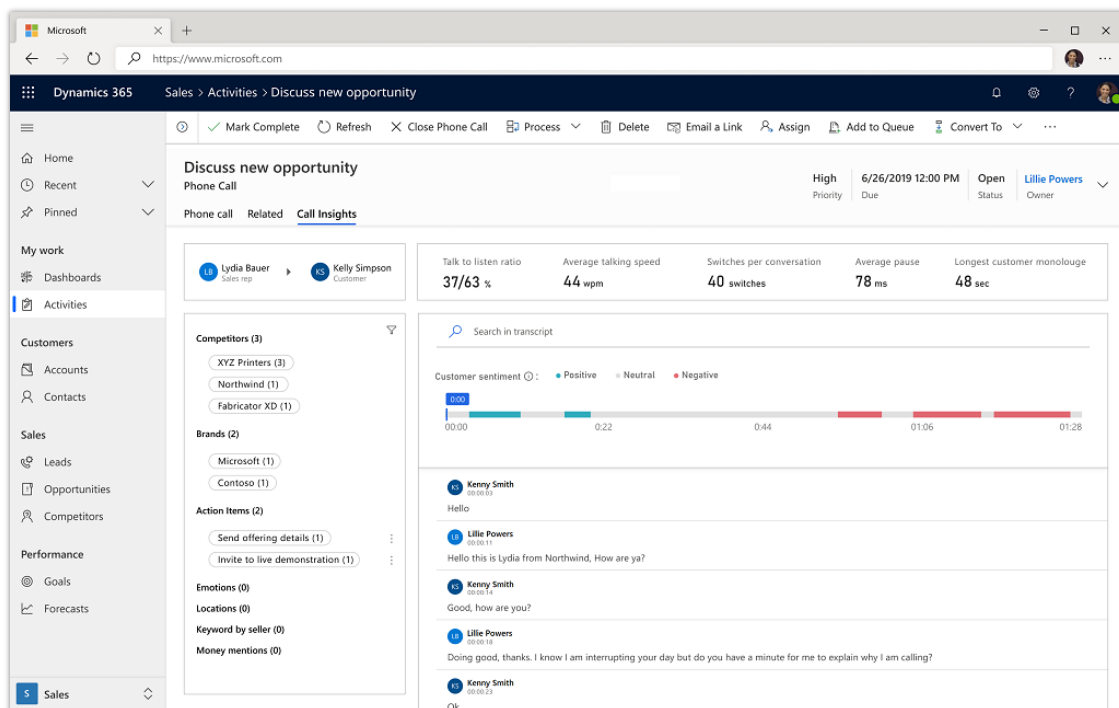 Microsoft
https://www.microsoft.com
Dynamics 365 Sales > Activities > Discuss new opportunity ?
Mark Complete Refresh Close Phone Call Process Delete Email a Link Assign Add to Queue Convert To ...
Home
Recent
Pinned
My work
Dashboards
Activities
Customers
Accounts
Contacts
Sales
Leads
Opportunities
Competitors
Performance
Goals
Forecasts
S Sales
Discuss new opportunity
Phone Call
High 6/26/2019 12:00 PM Open Lillie Powers
Priority Due Status Owner
Phone call Related Call Insights
LB Lydia Bauer KS Kelly Simpson
Sales rep Customer
Talk to listen ratio Average talking speed Switches per conversation Average pause Longest customer monolouge
37/63 % 44 wpm 40 switches 78 ms 48 sec
Competitors (3)
XYZ Printers (3)
Northwind (1)
Fabricator XD (1)
Brands (2)
Microsoft (1)
Contoso (1)
Action Items (2)
Send offering details (1)
Invite to live demonstration (1)
Emotions (0)
Locations (0)
Keyword by seller (0)
Money mentions (0)
Search in transcript
Customer sentiment : Positive Neutral Negative
0:00
00:00 0:22 0:44 01:06 01:28
KS Kenny Smith
00:00:03
Hello
LB Lillie Powers
00:00:11
Hello this is Lydia from Northwind, How are ya?
KS Kenny Smith
00:00:14
Good, how are you?
LB Lillie Powers
00:00:18
Doing good, thanks. I know I am interrupting your day but do you have a minute for me to explain why I am calling?
KS Kenny Smith
00:00:23
Ok